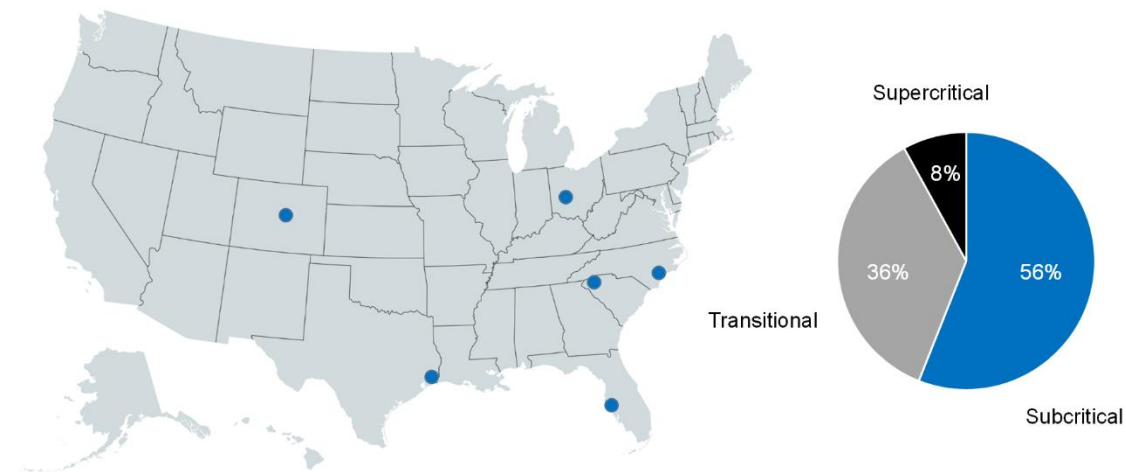 Supercritical
8%
36%
56%
Transitional
Subcritical